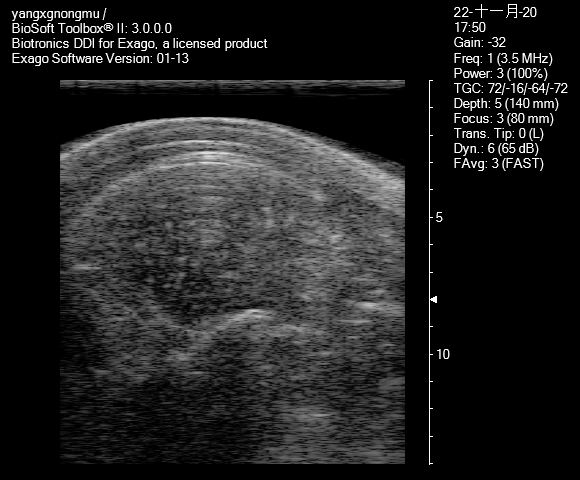 yangxgnongmu /
BioSoft Toolbox® II: 3.0.0.0
Biotronics DDI for Exago, a licensed product
Exago Software Version: 01-13
22-十一月-20
17:50
Gain: -32
Freq: 1 (3.5 MHz)
Power: 3 (100%)
TGC: 72/-16/-64/-72
Depth: 5 (140 mm)
Focus: 3 (80 mm)
Trans. Tip: 0 (L)
Dyn.: 6 (65 dB)
FAvg: 3 (FAST)
5
10